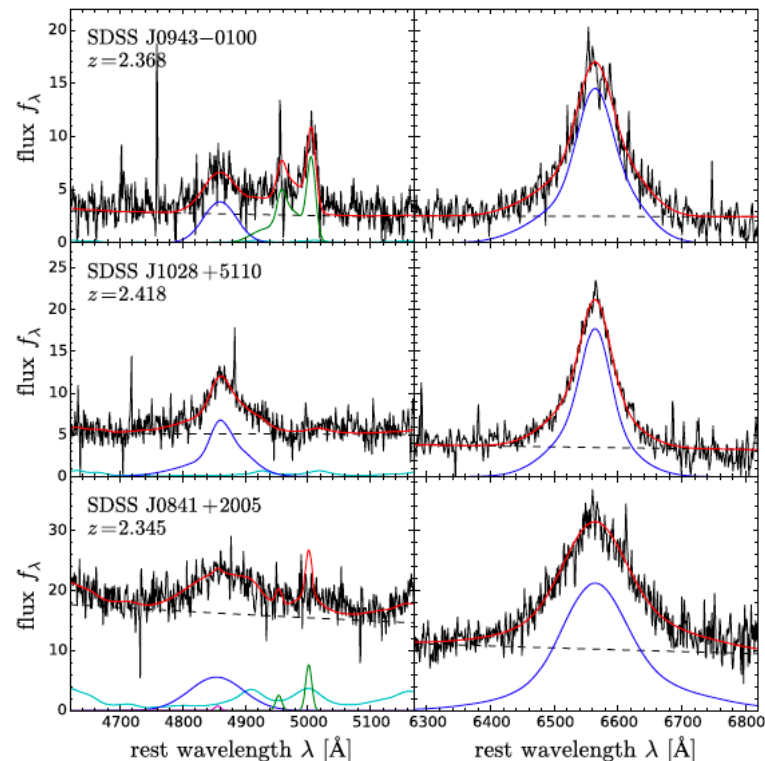 SDSS J0943−0100
z=2.368
flux fλ
20
15
10
5
0
SDSS J1028+5110
z=2.418
flux fλ
25
20
15
10
5
0
SDSS J0841+2005
z=2.345
flux fλ
30
20
10
0
4700 4800 4900 5000 5100 6300 6400 6500 6600 6700 6800
rest wavelength λ [Å] rest wavelength λ [Å]